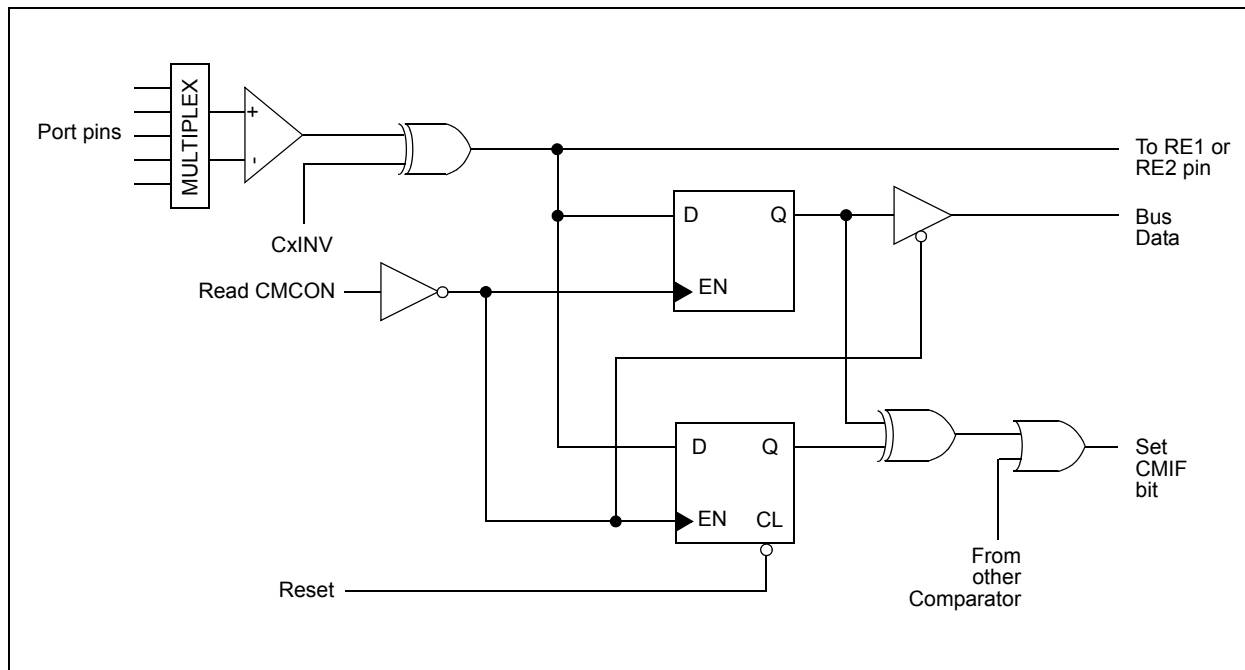 MULTIPLEX
+
-
Port pins
To RE1 or
RE2 pin
D
Q
Bus
Data
CxINV
Read CMCON
EN
D
Q
Set
CMIF
bit
EN
CL
From
other
Comparator
Reset